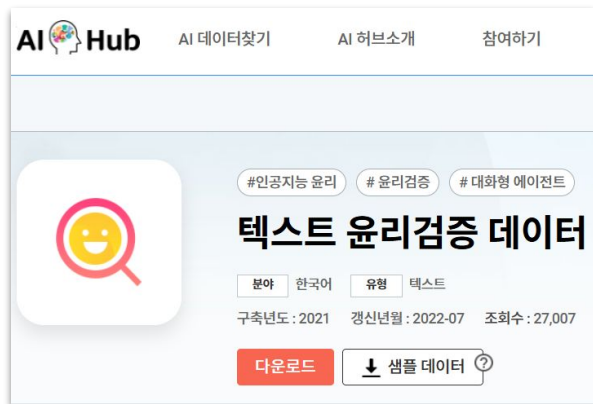 AI Hub AI 데이터찾기 AI 허브소개 참여하기
#인공지능 윤리 # 윤리검증 # 대화형 에이전트
텍스트 윤리검증 데이터
분야 한국어 유형 텍스트
구축년도 : 2021 갱신년월 : 2022-07 조회수 : 27,007
다운로드 샘플 데이터 ?